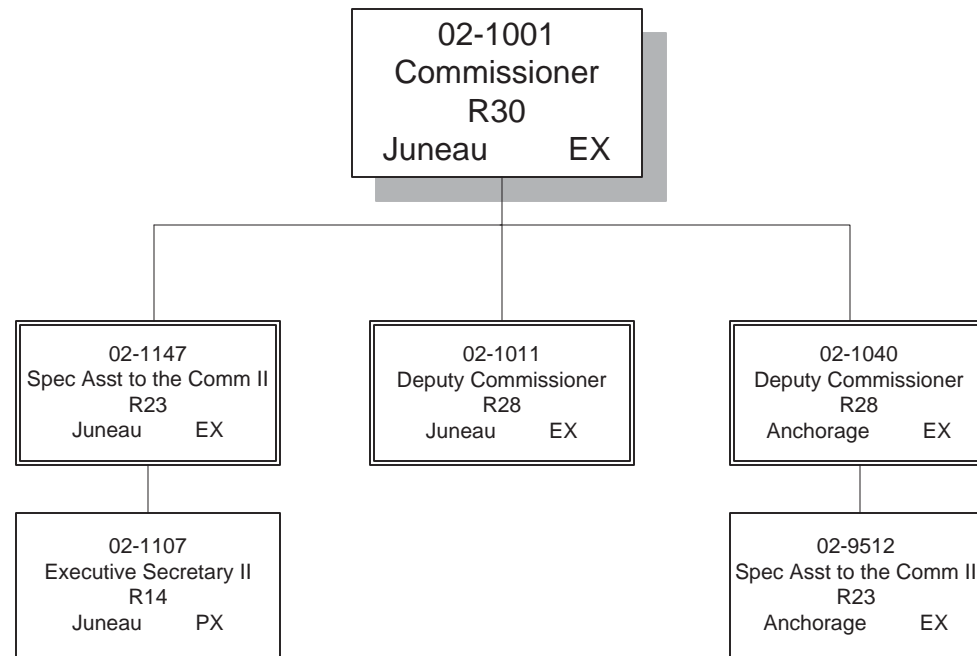 02-1001
Commissioner
R30
Juneau EX
02-1147
Spec Asst to the Comm II
R23
Juneau EX
02-1011
Deputy Commissioner
R28
Juneau EX
02-1040
Deputy Commissioner
R28
Anchorage EX
02-1107
Executive Secretary II
R14
Juneau PX
02-9512
Spec Asst to the Comm II
R23
Anchorage EX